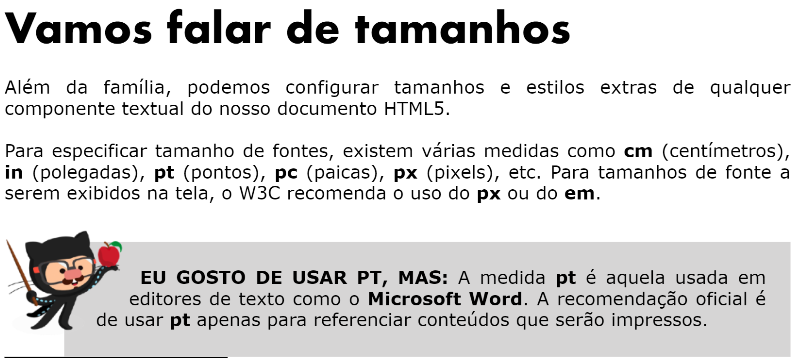 Vamos falar de tamanhos
Além da família, podemos configurar tamanhos e estilos extras de qualquer
componente textual do nosso documento HTML5.
Para especificar tamanho de fontes, existem várias medidas como cm (centímetros),
in (polegadas), pt (pontos), pc (paicas), px (pixels), etc. Para tamanhos de fonte a
serem exibidos na tela, o W3C recomenda o uso do px ou do em.
EU GOSTO DE USAR PT, MAS: A medida pt é aquela usada em
editores de texto como o Microsoft Word. A recomendação oficial é
de usar pt apenas para referenciar conteúdos que serão impressos.